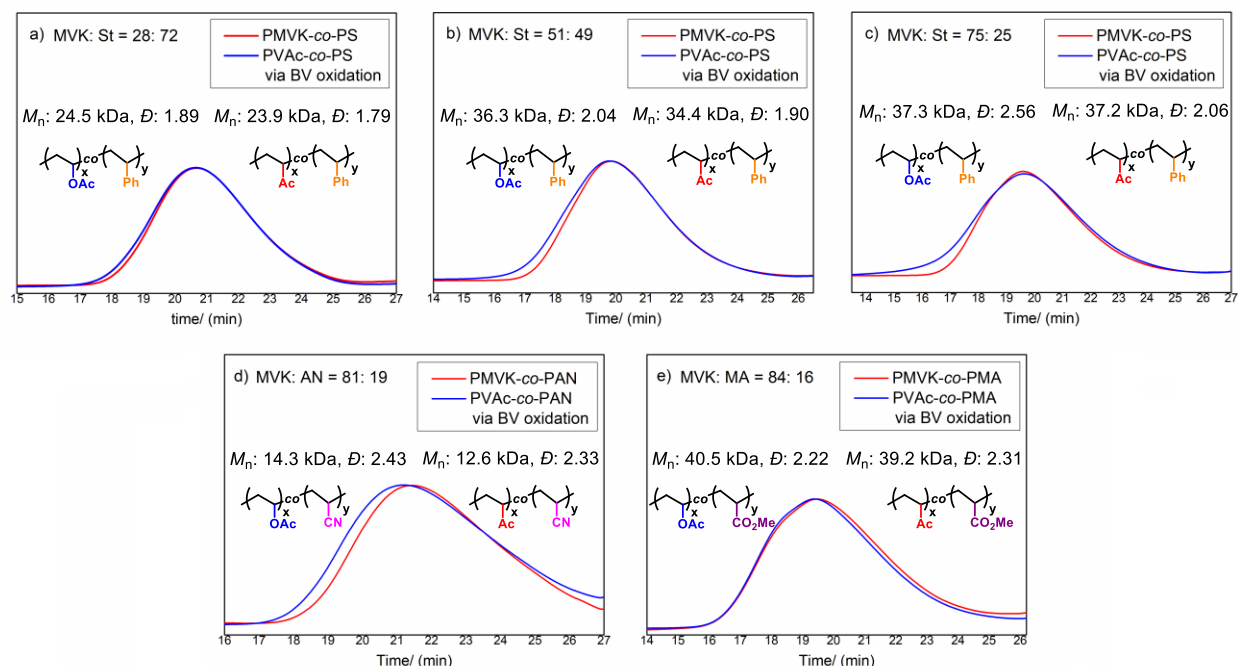 a) MVK: St = 28: 72
PMVK-co-PS
PVAc-co-PS
via BV oxidation
Mn: 24.5 kDa, Đ: 1.89 Mn: 23.9 kDa, Đ: 1.79
co x y OAc Ph
co x y Ac Ph
15 16 17 18 19 20 21 22 23 24 25 26 27
time/ (min)
b) MVK: St = 51: 49
PMVK-co-PS
PVAc-co-PS
via BV oxidation
Mn: 36.3 kDa, Đ: 2.04 Mn: 34.4 kDa, Đ: 1.90
co x y OAc Ph
co x y Ac Ph
14 15 16 17 18 19 20 21 22 23 24 25 26
Time/ (min)
c) MVK: St = 75: 25
PMVK-co-PS
PVAc-co-PS
via BV oxidation
Mn: 37.3 kDa, Đ: 2.56 Mn: 37.2 kDa, Đ: 2.06
co x y OAc Ph
co x y Ac Ph
14 15 16 17 18 19 20 21 22 23 24 25 26 27
Time/ (min)
d) MVK: AN = 81: 19
PMVK-co-PAN
PVAc-co-PAN
via BV oxidation
Mn: 14.3 kDa, Đ: 2.43 Mn: 12.6 kDa, Đ: 2.33
co x y OAc CN
co x y Ac CN
16 17 18 19 20 21 22 23 24 25 26 27
Time/ (min)
e) MVK: MA = 84: 16
PMVK-co-PMA
PVAc-co-PMA
via BV oxidation
Mn: 40.5 kDa, Đ: 2.22 Mn: 39.2 kDa, Đ: 2.31
co x y OAc CO2Me
co x y Ac CO2Me
14 15 16 17 18 19 20 21 22 23 24 25 26
Time/ (min)